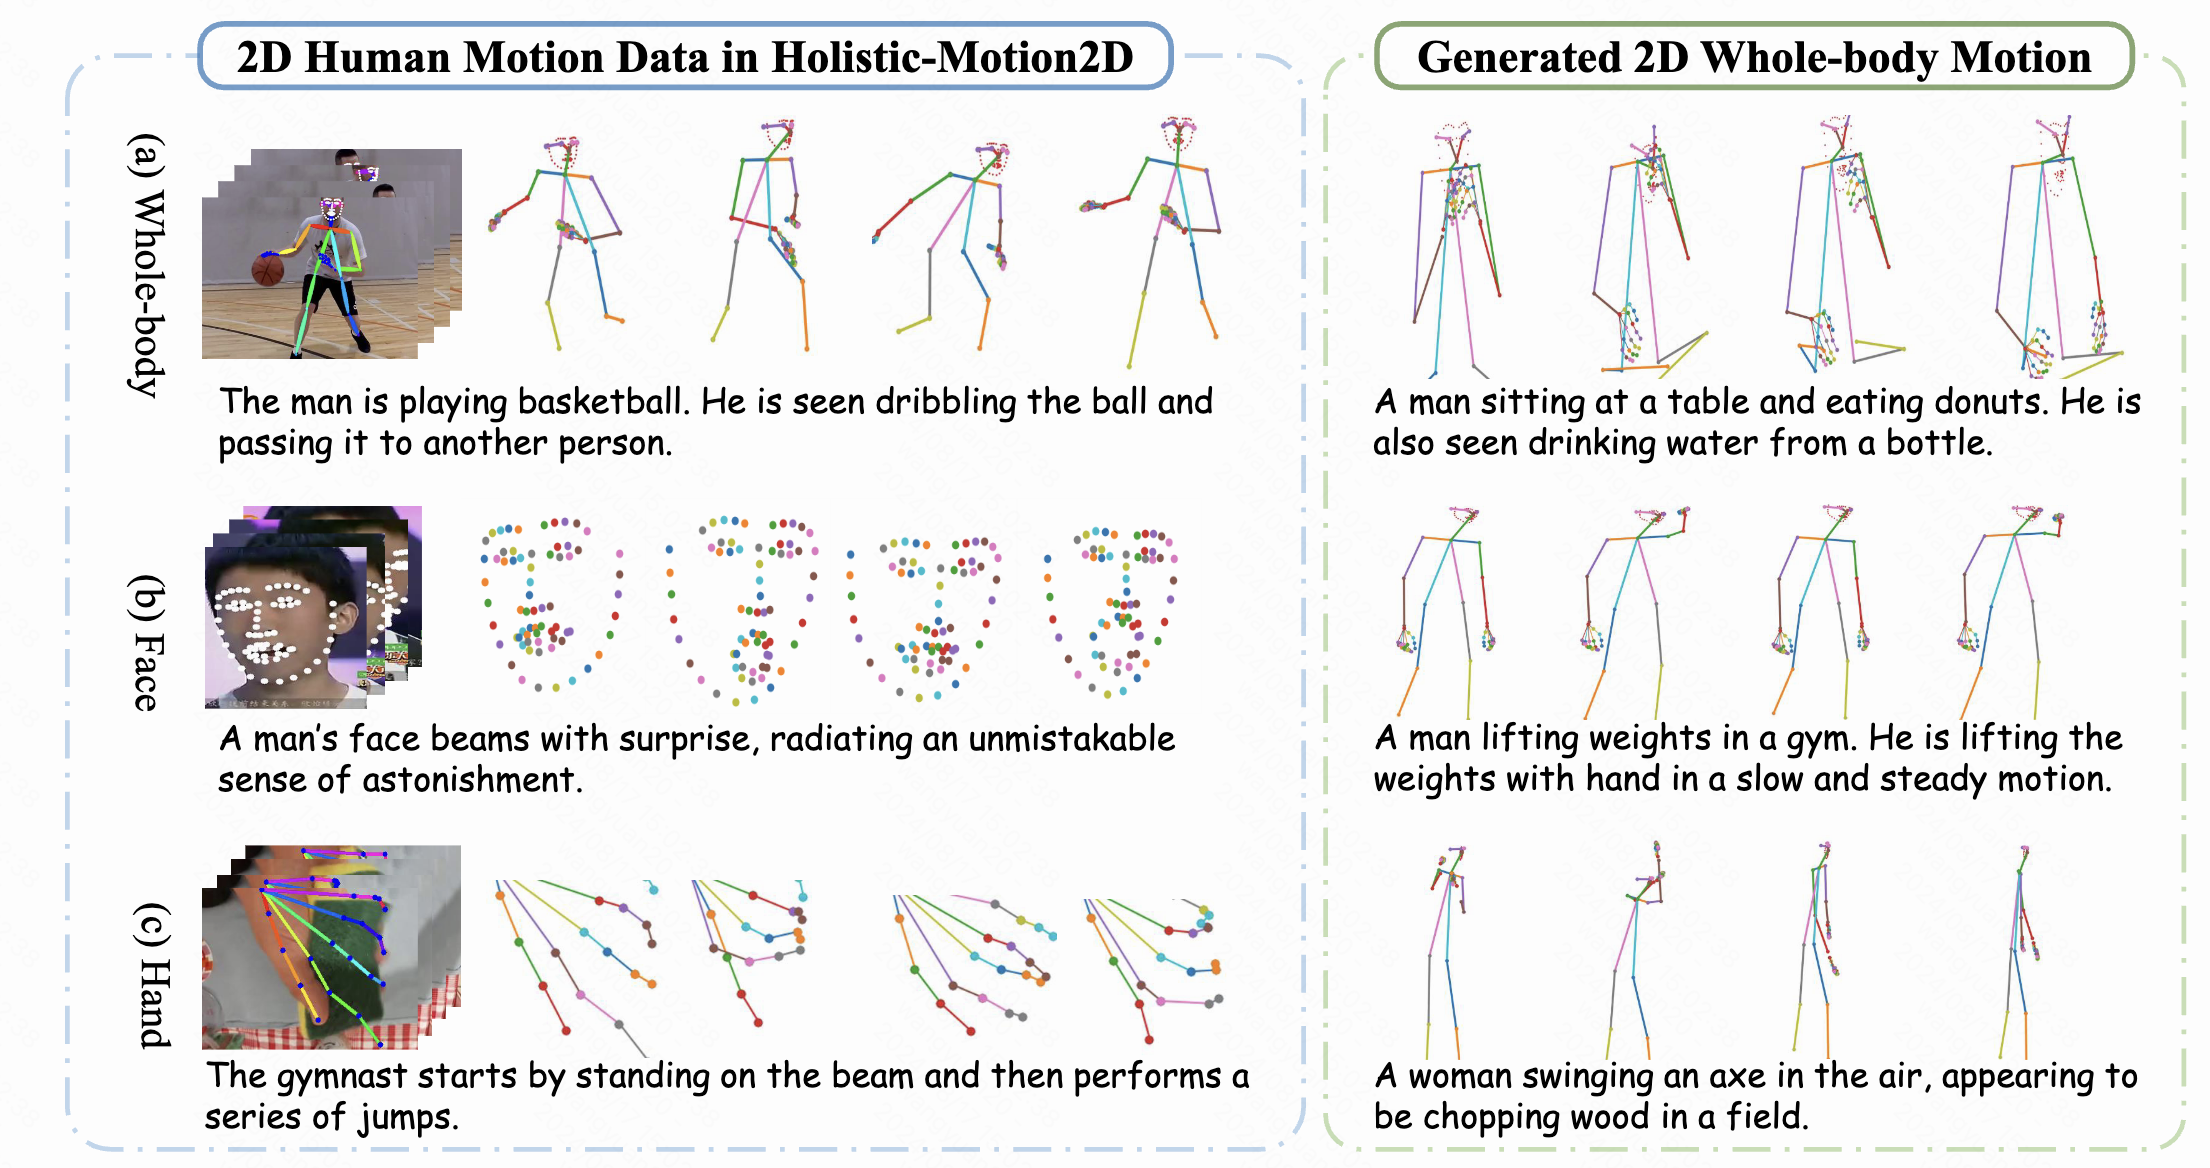 2D Human Motion Data in Holistic-Motion2D
(a) Whole-body
The man is playing basketball. He is seen dribbling the ball and
passing it to another person.
(b) Face
A man's face beams with surprise, radiating an unmistakable
sense of astonishment.
(c) Hand
The gymnast starts by standing on the beam and then performs a
series of jumps.
Generated 2D Whole-body Motion
A man sitting at a table and eating donuts. He is
also seen drinking water from a bottle.
A man lifting weights in a gym. He is lifting the
weights with hand in a slow and steady motion.
A woman swinging an axe in the air, appearing to
be chopping wood in a field.